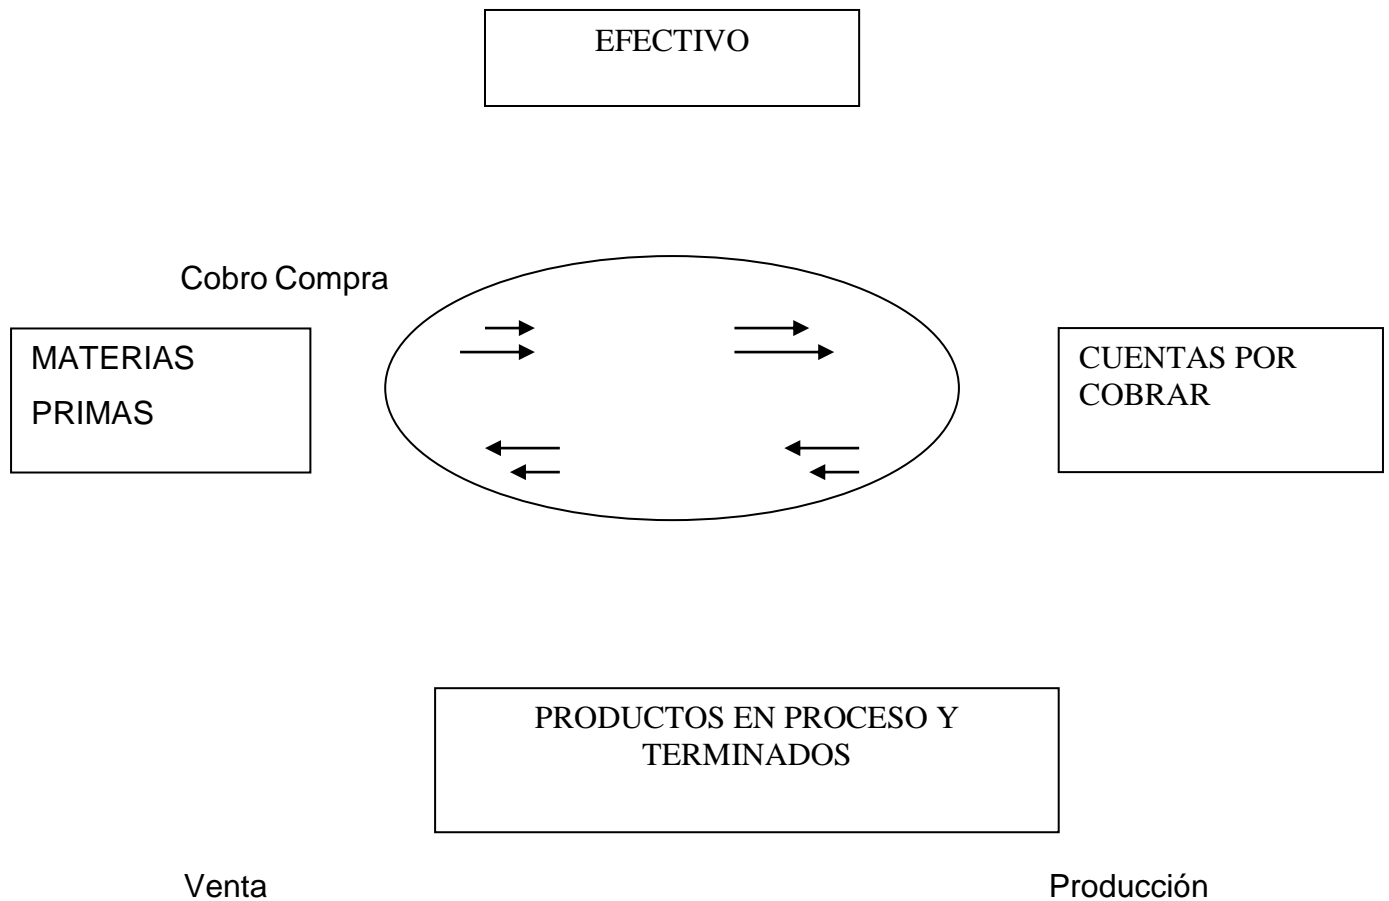 EFECTIVO
Cobro Compra
MATERIAS
PRIMAS
CUENTAS POR
COBRAR
PRODUCTOS EN PROCESO Y
TERMINADOS
Venta
Producción